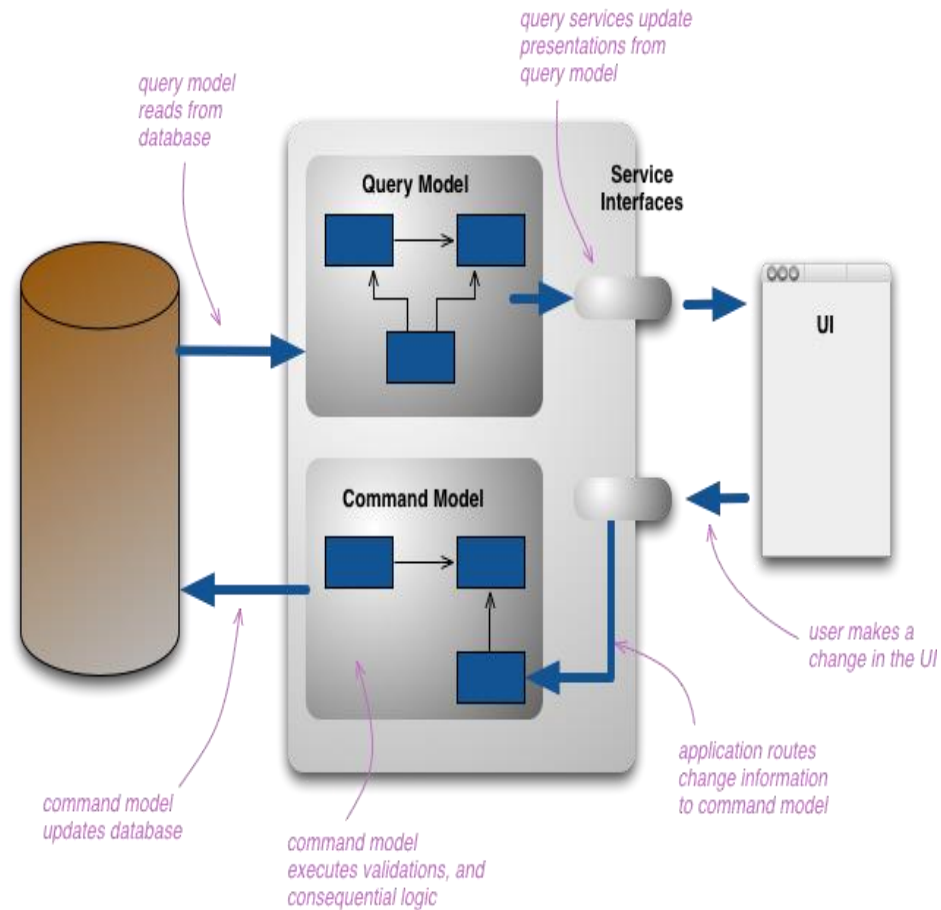 query services update
presentations from
query model
query model
reads from
database
Query Model
Service
Interfaces
UI
Command Model
user makes a
change in the UI
application routes
change information
to command model
command model
updates database
command model
executes validations, and
consequential logic